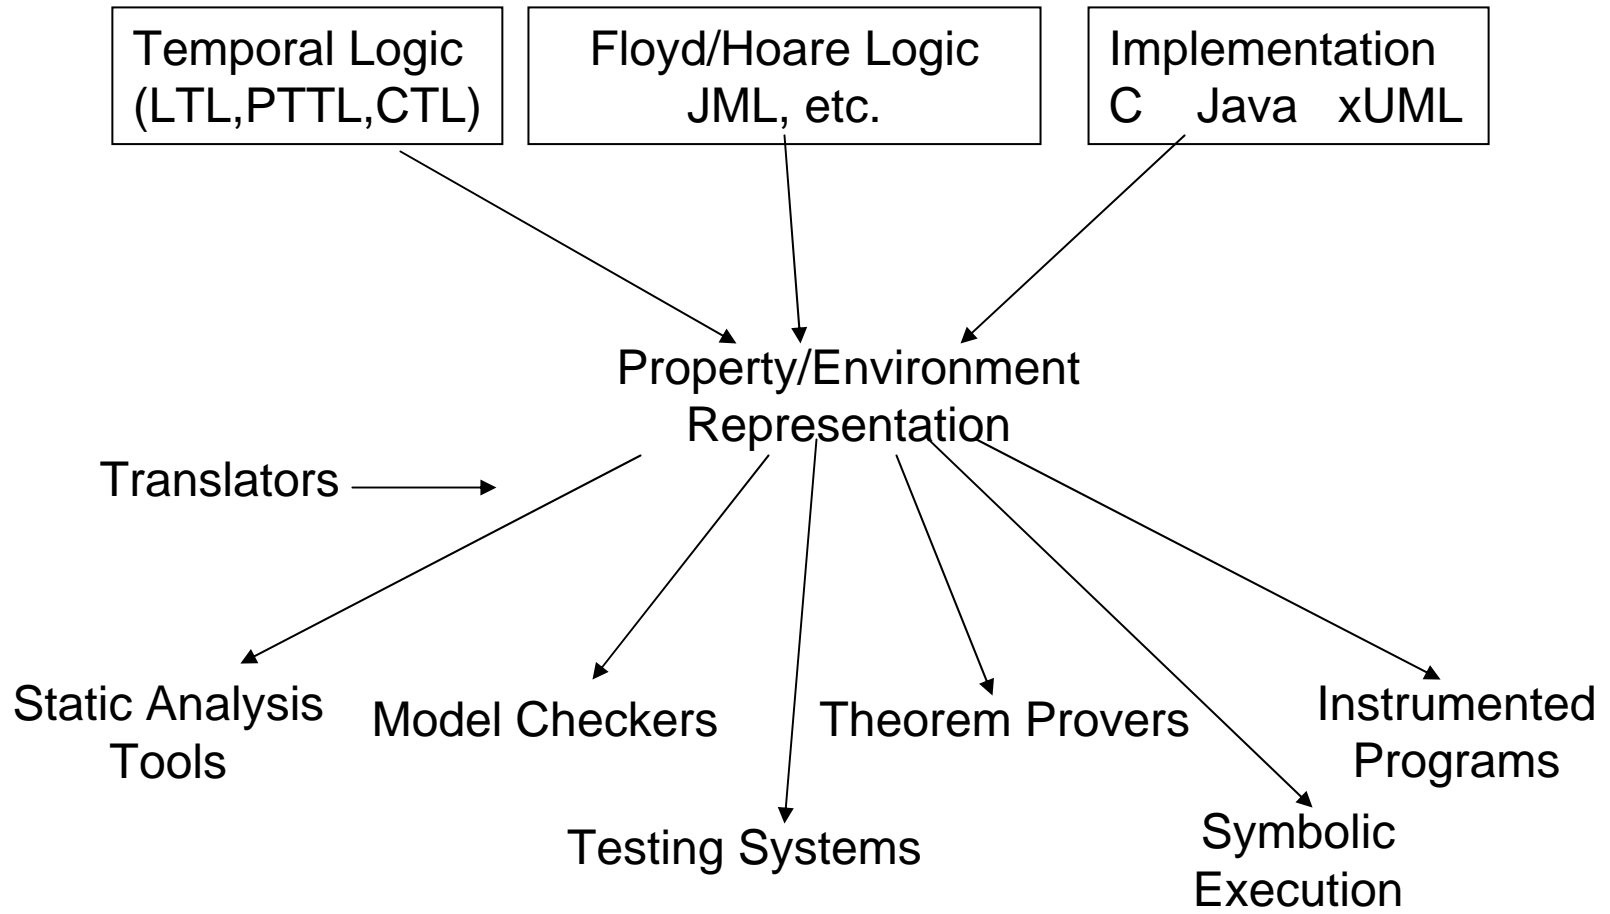 Temporal Logic
(LTL,PTTL,CTL)
Floyd/Hoare Logic
JML, etc.
Implementation
C Java xUML
Property/Environment
Representation
Translators
Static Analysis
Tools
Model Checkers
Testing Systems
Theorem Provers
Symbolic
Execution
Instrumented
Programs